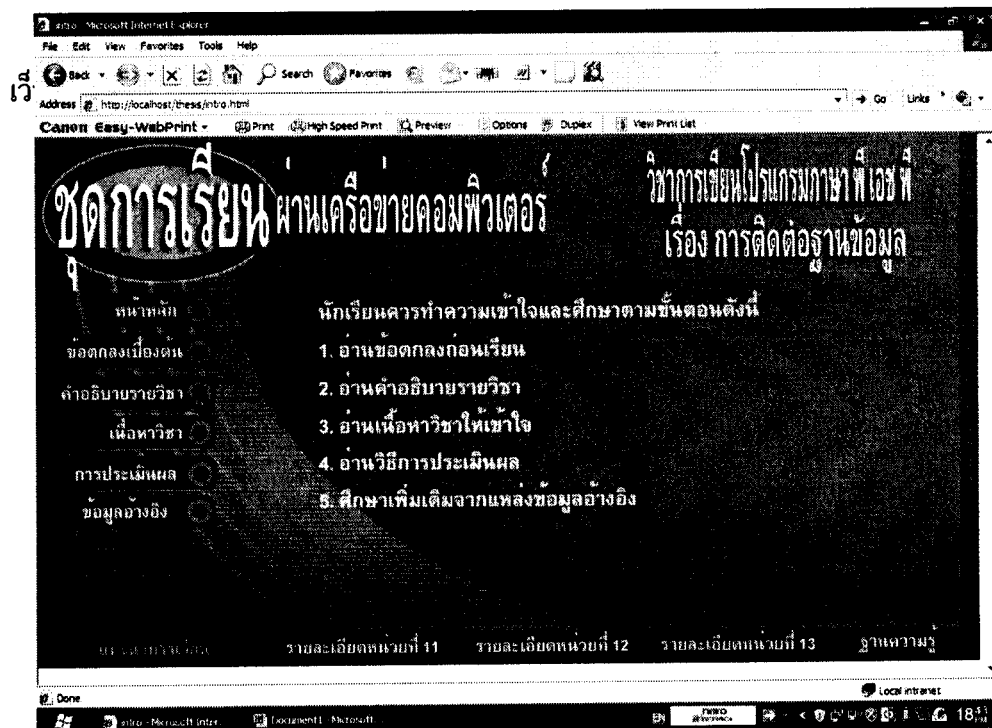 intro - Microsoft Internet Explorer
File Edit View Favorites Tools Help
Back Search Favorites
เว็
Address http://localhost/thesis/intro.html Go Links
Canon Easy-WebPrint Print High Speed Print Preview Options Duplex View Print List
ชุดการเรียน ผ่านเครือข่ายคอมพิวเตอร์
วิชาการเขียนโปรแกรมภาษา พี เอช พี
เรื่อง การติดต่อฐานข้อมูล
หน้าหลัก
ข้อตกลงเบื้องต้น
คำอธิบายรายวิชา
เนื้อหาวิชา
การประเมินผล
ข้อมูลอ้างอิง
นักเรียนควรทำความเข้าใจและศึกษาตามขั้นตอนดังนี้
1. อ่านข้อตกลงก่อนเรียน
2. อ่านคำอธิบายรายวิชา
3. อ่านเนื้อหาวิชาให้เข้าใจ
4. อ่านวิธีการประเมินผล
5. ศึกษาเพิ่มเติมจากแหล่งข้อมูลอ้างอิง
รายละเอียดหน่วยที่ 11 รายละเอียดหน่วยที่ 12 รายละเอียดหน่วยที่ 13 ฐานความรู้
Done Local intranet
intro - Microsoft Inter... Document1 - Microsoft... EN 18:53